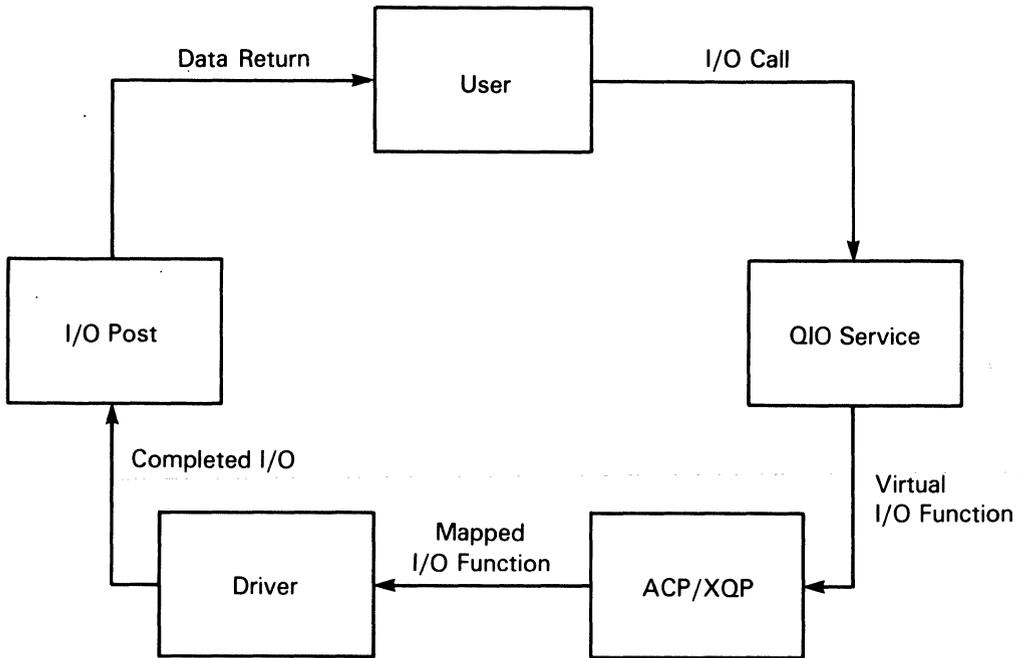 Data Return
User
I/O Call
I/O Post
QIO Service
Completed I/O
Virtual
I/O Function
Mapped
I/O Function
Driver
ACP/XQP